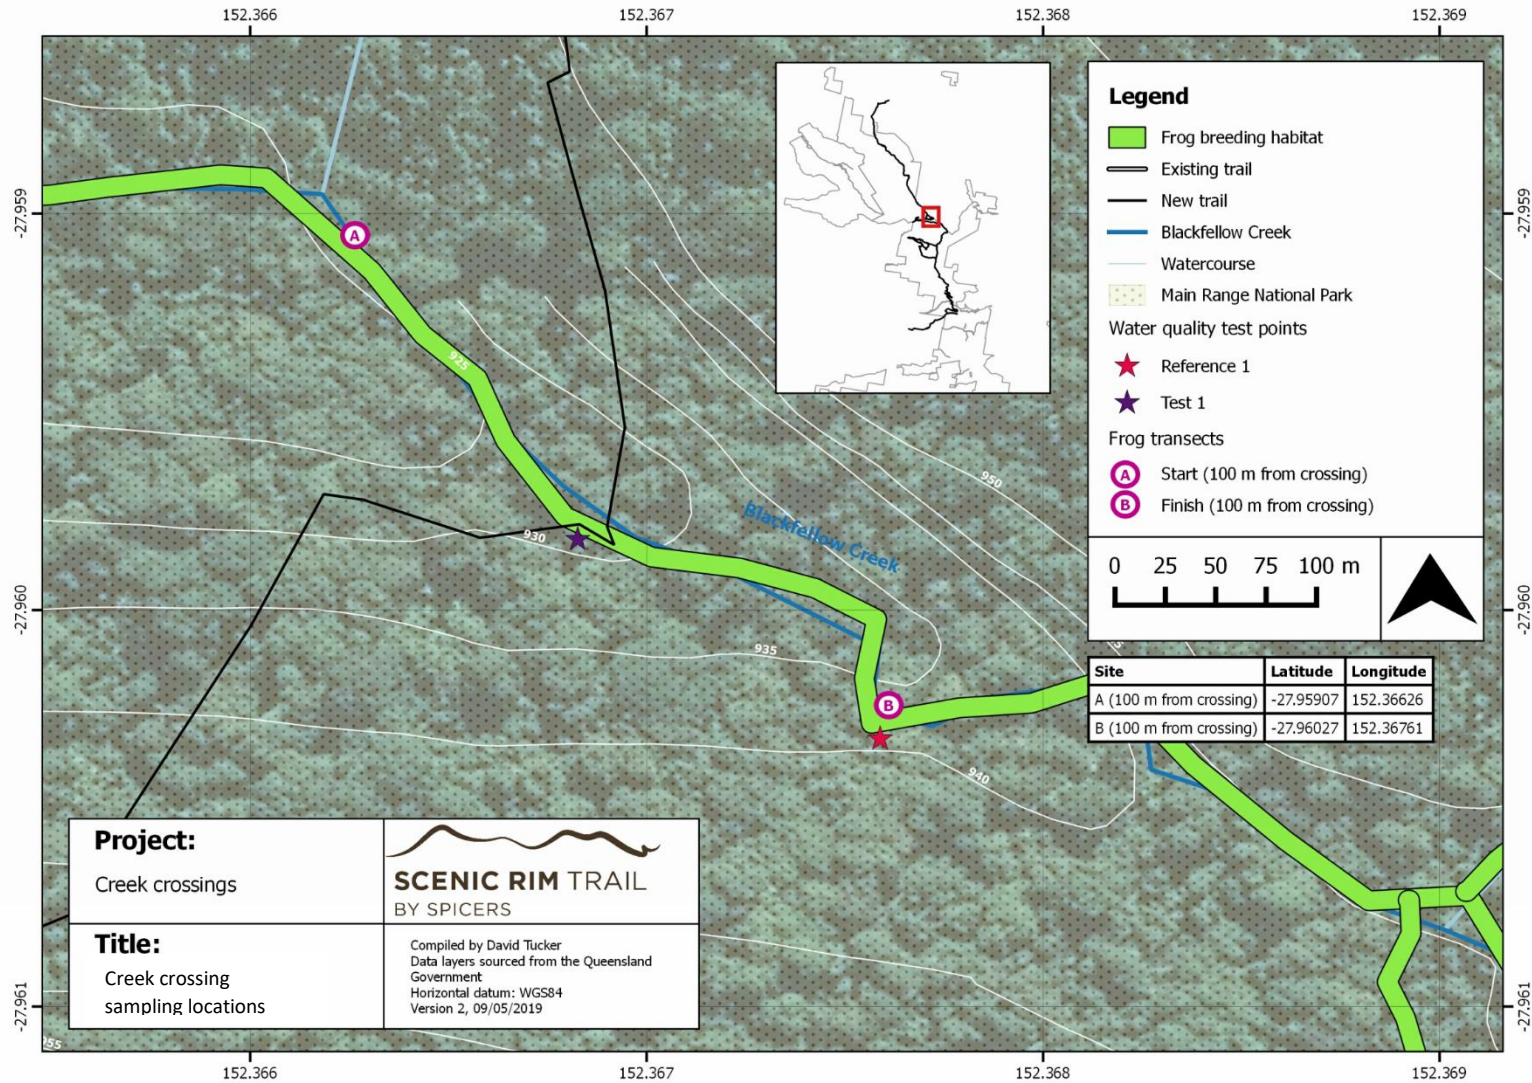 152.366
152.367
152.368
152.369
-27.959
-27.960
-27.961
-27.959
-27.960
-27.961
A
925
930
Blackfellow Creek
935
B
940
950
955
Legend
Frog breeding habitat
Existing trail
New trail
Blackfellow Creek
Watercourse
Main Range National Park
Water quality test points
Reference 1
Test 1
Frog transects
A Start (100 m from crossing)
B Finish (100 m from crossing)
0 25 50 75 100 m
Site Latitude Longitude
A (100 m from crossing) -27.95907 152.36626
B (100 m from crossing) -27.96027 152.36761
Project:
Creek crossings
SCENIC RIM TRAIL
BY SPICERS
Title:
Creek crossing
sampling locations
Compiled by David Tucker
Data layers sourced from the Queensland
Government
Horizontal datum: WGS84
Version 2, 09/05/2019
152.366
152.367
152.368
152.369